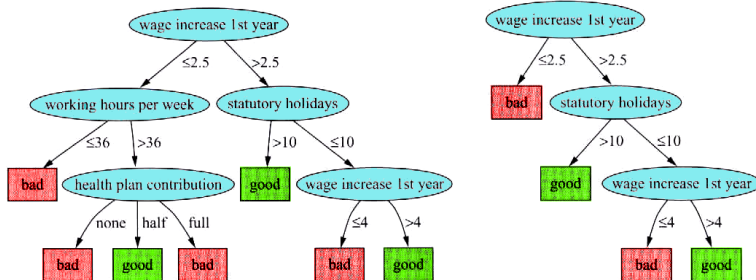 wage increase 1st year
≤2.5 >2.5
working hours per week statutory holidays
≤36 >36 >10 ≤10
bad health plan contribution good wage increase 1st year
none half full ≤4 >4
bad good bad bad good
wage increase 1st year
≤2.5 >2.5
bad statutory holidays
>10 ≤10
good wage increase 1st year
≤4 >4
bad good